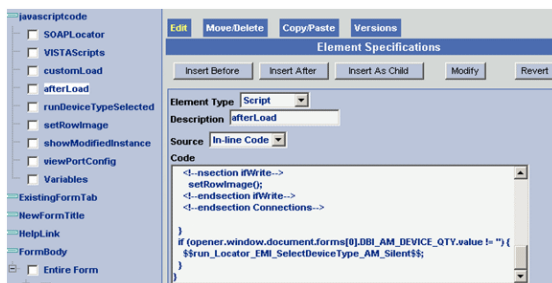 javascriptcode
SOAPLocator
VISTAScripts
customLoad
afterLoad
runDeviceTypeSelected
setRowImage
showModifiedInstance
viewPortConfig
Variables
ExistingFormTab
NewFormTitle
HelpLink
FormBody
Entire Form
Edit Move/Delete Copy/Paste Versions
Element Specifications
Insert Before Insert After Insert As Child Modify Revert
Element Type Script
Description afterLoad
Source In-line Code
Code
<!--nsection ifWrite-->
setRowImage();
<!--endsection ifWrite-->
<!--endsection Connections-->
}
if (opener.window.document.forms[0].DBI_AM_DEVICE_QTY.value != '') {
$$run_Locator_EMI_SelectDeviceType_AM_Silent$$;
}
}